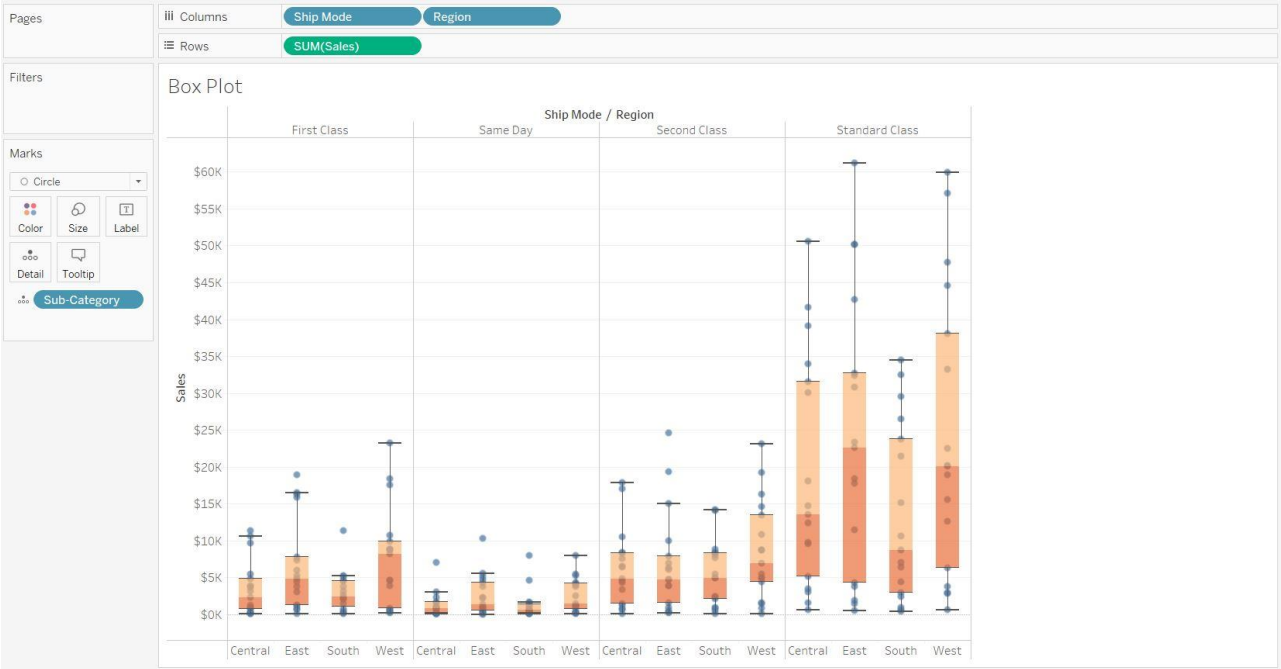 Pages
Columns Ship Mode Region
Rows SUM(Sales)
Filters
Box Plot
Ship Mode / Region
First Class Same Day Second Class Standard Class
Marks
Circle
Color Size Label
Detail Tooltip
Sub-Category
Sales
$60K
$55K
$50K
$45K
$40K
$35K
$30K
$25K
$20K
$15K
$10K
$5K
$0K
Central East South West Central East South West Central East South West Central East South West